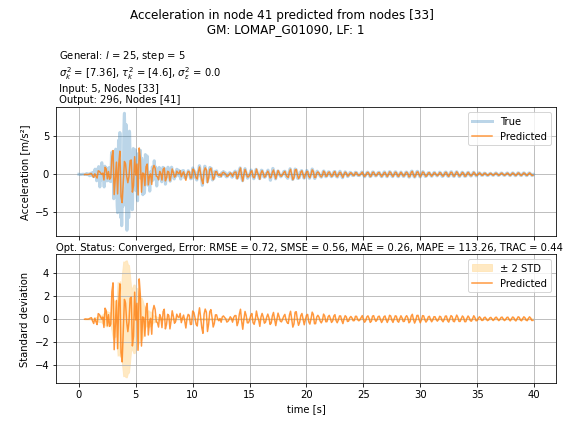 Acceleration in node 41 predicted from nodes [33]
GM: LOMAP_G01090, LF: 1
General: l = 25, step = 5
σ²ₖ = [7.36], τ²ₖ = [4.6], σ²ε = 0.0
Input: 5, Nodes [33]
Output: 296, Nodes [41]
Acceleration [m/s²]
5
0
−5
True
Predicted
Opt. Status: Converged, Error: RMSE = 0.72, SMSE = 0.56, MAE = 0.26, MAPE = 113.26, TRAC = 0.44
Standard deviation
4
2
0
−2
−4
± 2 STD
Predicted
0 5 10 15 20 25 30 35 40
time [s]